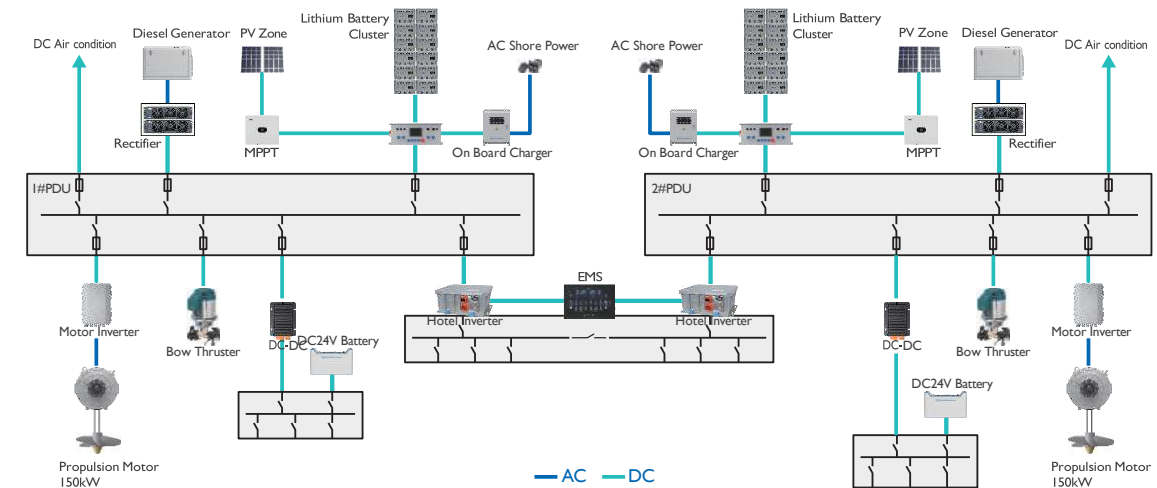 Lithium Battery
Cluster
Lithium Battery
Cluster
DC Air condition
Diesel Generator
PV Zone
AC Shore Power
AC Shore Power
PV Zone
Diesel Generator
DC Air condition
Rectifier
MPPT
On Board Charger
On Board Charger
MPPT
Rectifier
1#PDU
2#PDU
EMS
Motor Inverter
Bow Thruster
DC-DC
DC24V Battery
Hotel Inverter
Hotel Inverter
DC-DC
Bow Thruster
Motor Inverter
DC24V Battery
Propulsion Motor
150kW
AC
DC
Propulsion Motor
150kW